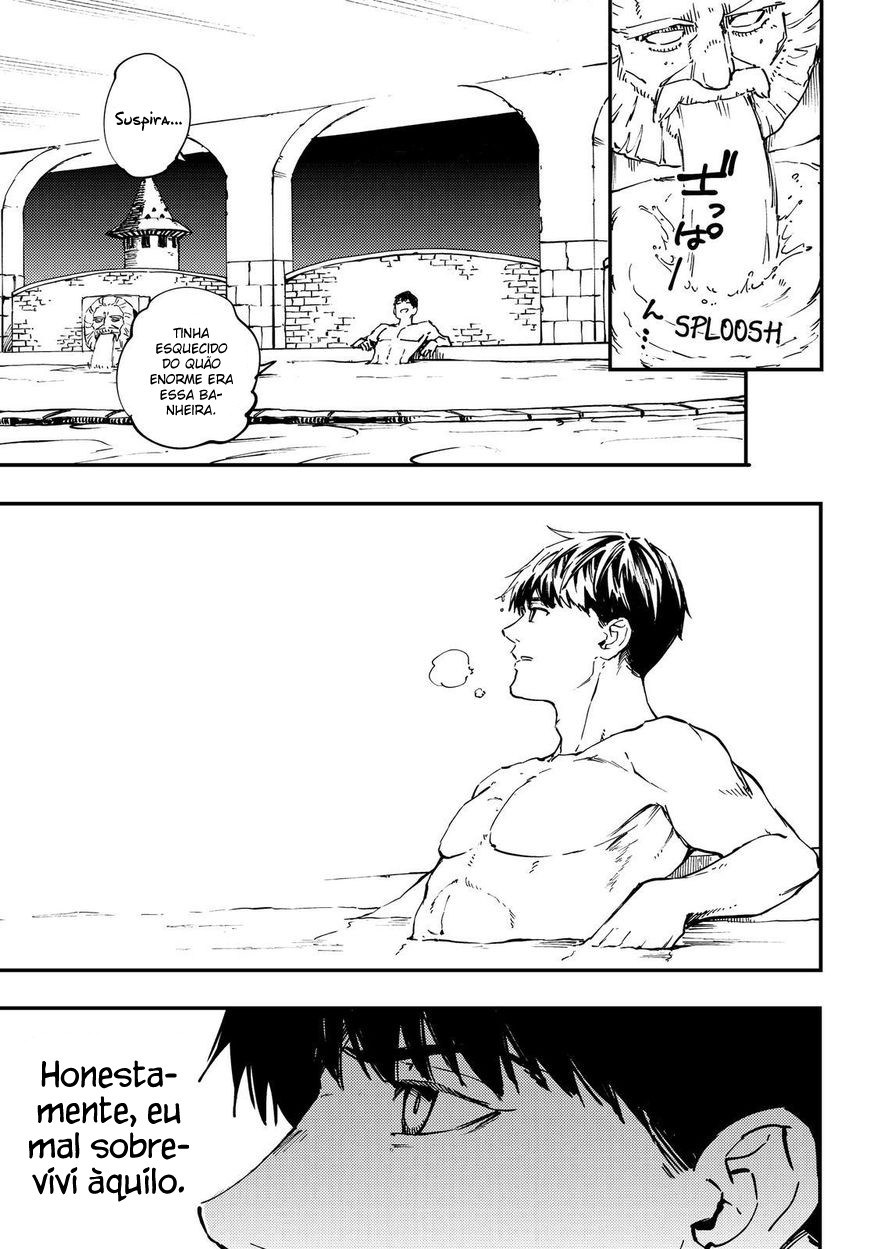 ざっぱーん…
SPLOOSH
Suspira...
TINHA
ESQUECIDO
DO QUÃO
ENORME ERA
ESSA BA-
NHEIRA.
Honesta-
mente, eu
mal sobre-
vivi àquilo.